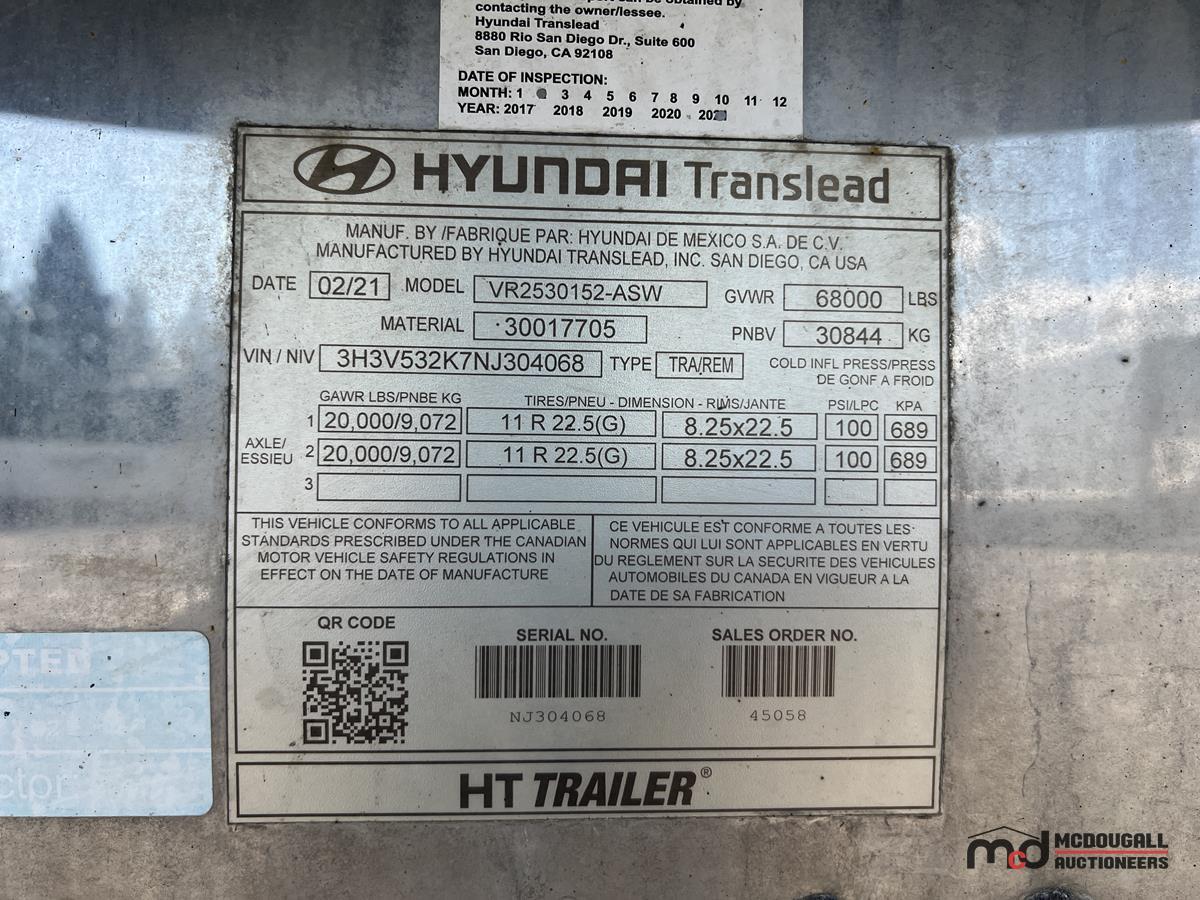 contacting the owner/lessee.
Hyundai Translead
8880 Rio San Diego Dr., Suite 600
San Diego, CA 92108
DATE OF INSPECTION:
MONTH: 1 3 4 5 6 7 8 9 10 11 12
YEAR: 2017 2018 2019 2020
HYUNDAI Translead
MANUF. BY /FABRIQUE PAR: HYUNDAI DE MEXICO S.A. DE C.V.
MANUFACTURED BY HYUNDAI TRANSLEAD, INC. SAN DIEGO, CA USA
DATE 02/21 MODEL VR2530152-ASW GVWR 68000 LBS
MATERIAL 30017705 PNBV 30844 KG
VIN / NIV 3H3V532K7NJ304068 TYPE TRA/REM COLD INFL PRESS/PRESS
DE GONF A FROID
GAWR LBS/PNBE KG TIRES/PNEU - DIMENSION - RIMS/JANTE PSI/LPC KPA
1 20,000/9,072 11 R 22.5(G) 8.25x22.5 100 689
AXLE/
ESSIEU
2 20,000/9,072 11 R 22.5(G) 8.25x22.5 100 689
3
THIS VEHICLE CONFORMS TO ALL APPLICABLE
STANDARDS PRESCRIBED UNDER THE CANADIAN
MOTOR VEHICLE SAFETY REGULATIONS IN
EFFECT ON THE DATE OF MANUFACTURE
CE VEHICULE EST CONFORME A TOUTES LES
NORMES QUI LUI SONT APPLICABLES EN VERTU
DU REGLEMENT SUR LA SECURITE DES VEHICULES
AUTOMOBILES DU CANADA EN VIGUEUR A LA
DATE DE SA FABRICATION
QR CODE
SERIAL NO.
NJ304068
SALES ORDER NO.
45058
HT TRAILER®
mcd MCDOUGALL
AUCTIONEERS